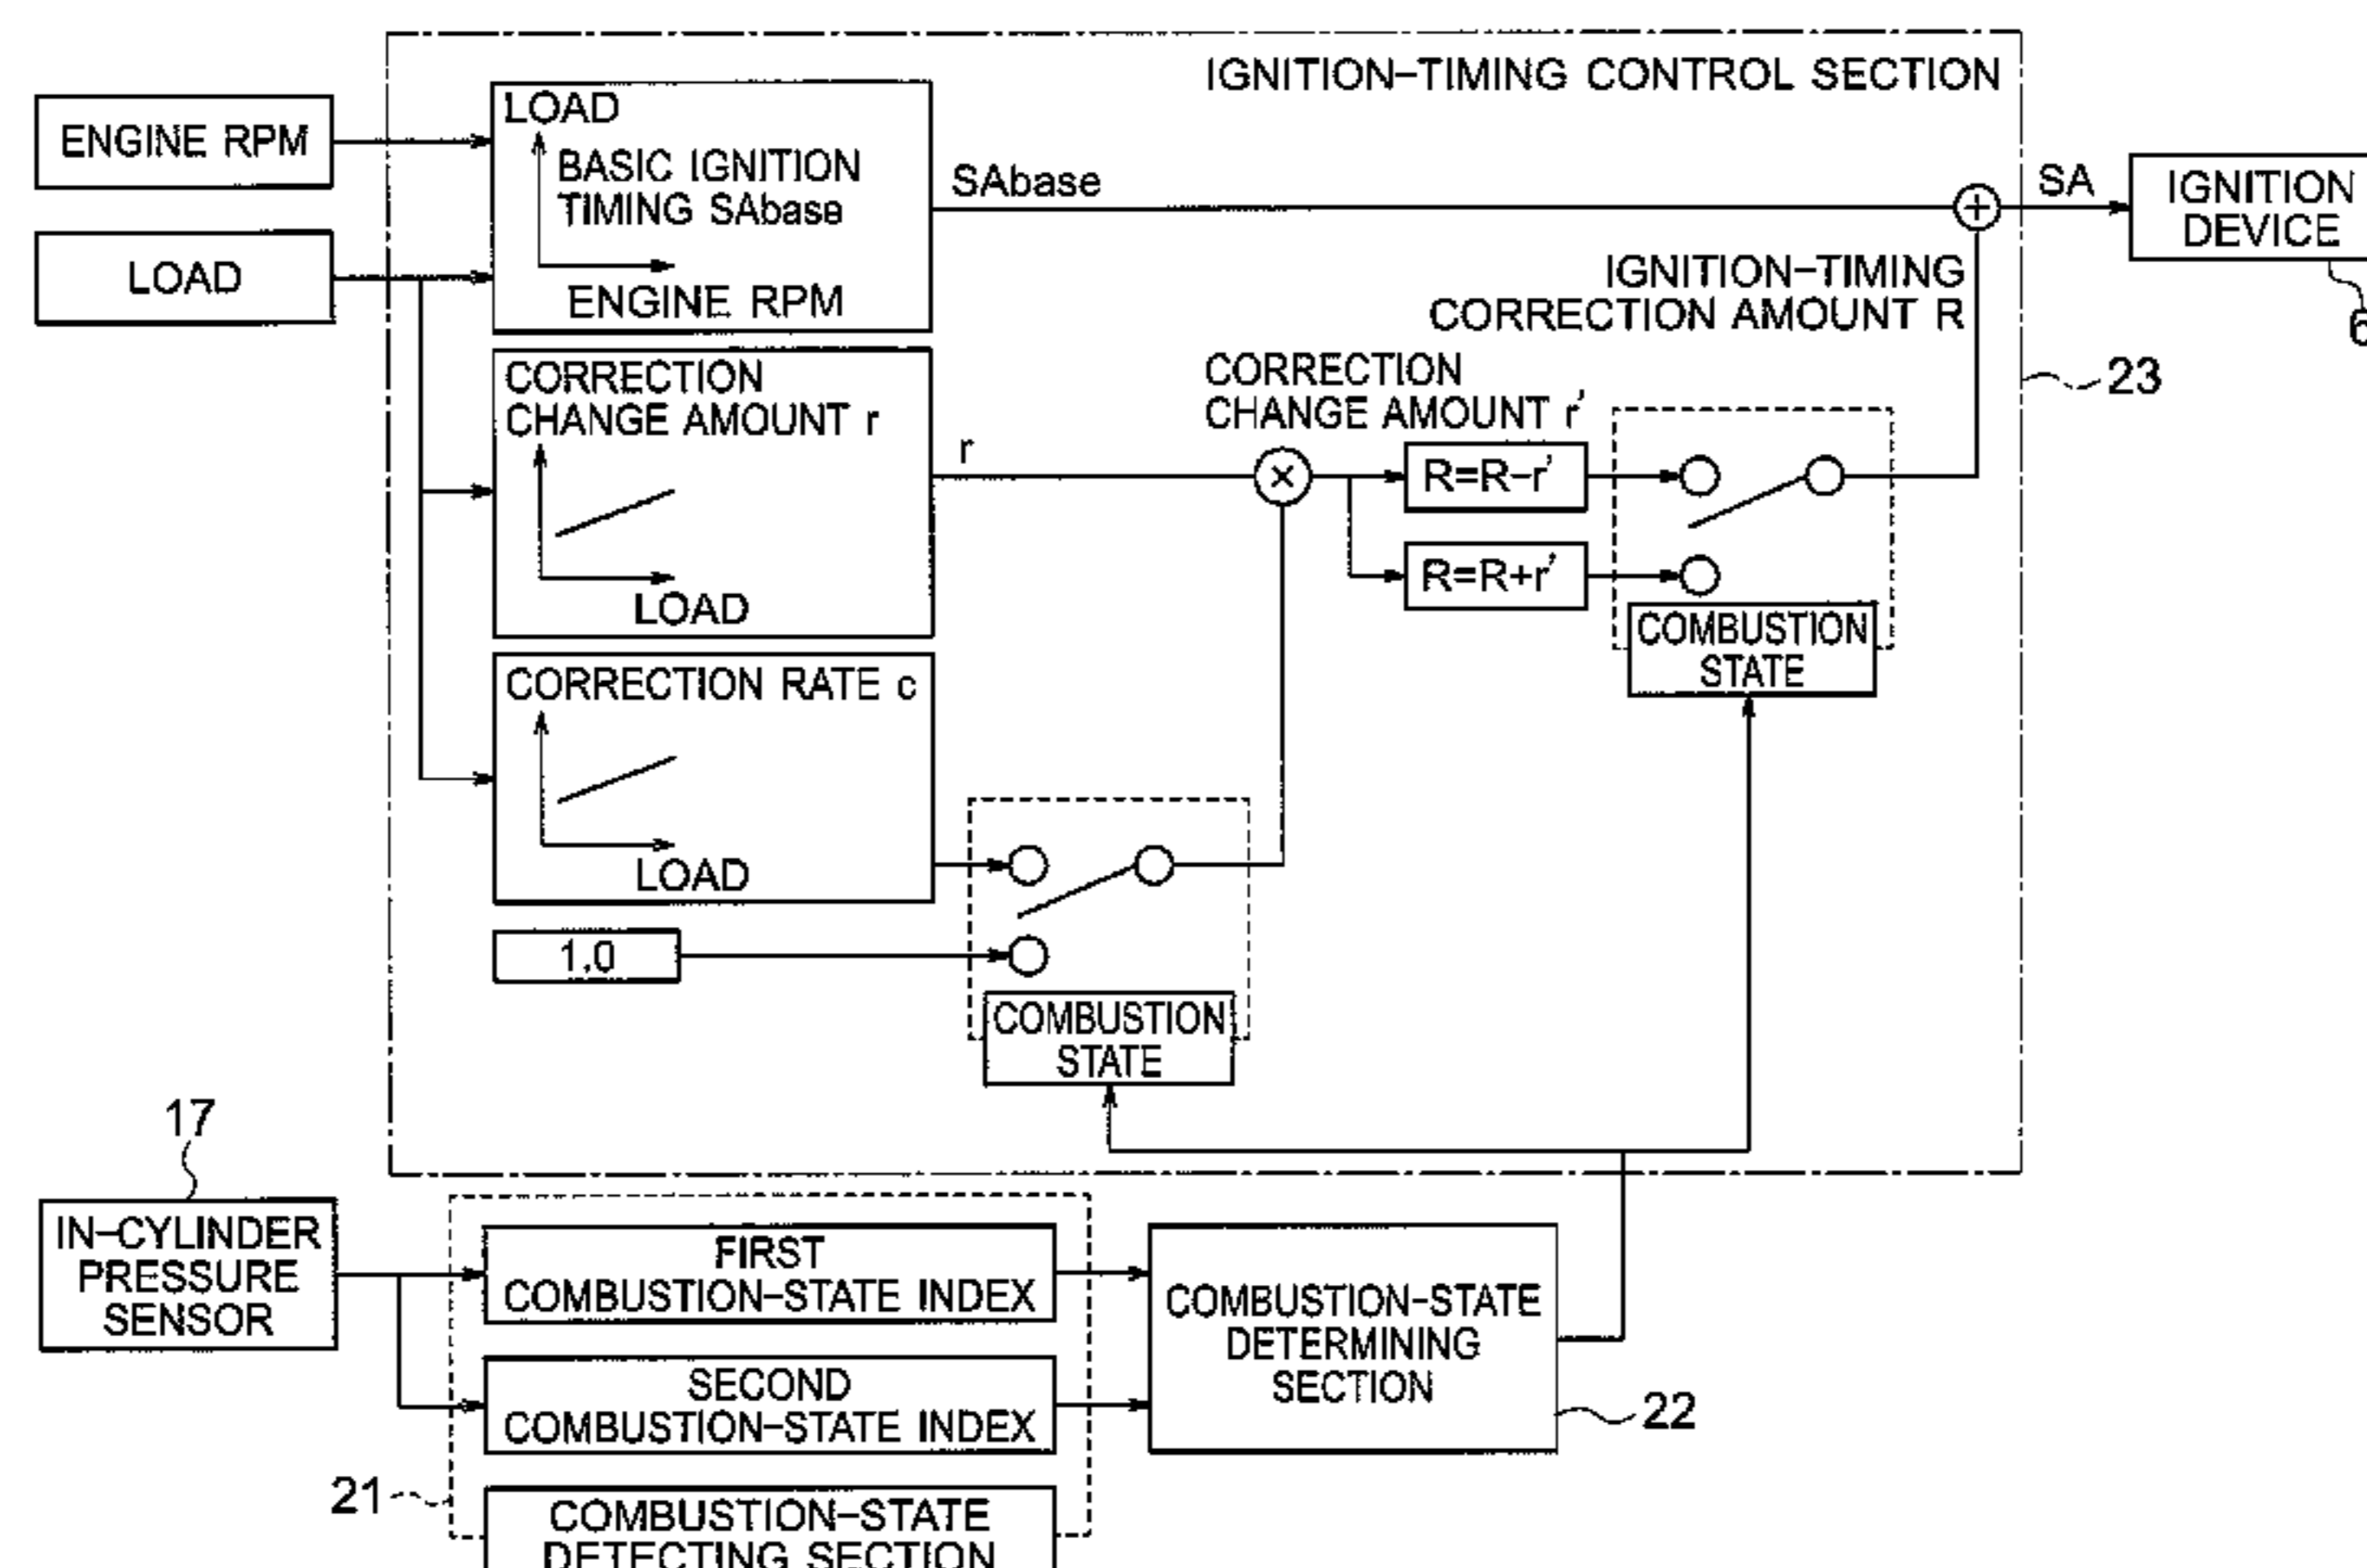 IGNITION-TIMING CONTROL SECTION
ENGINE RPM
LOAD
LOAD
BASIC IGNITION
TIMING SAbase
ENGINE RPM
SAbase
SA
IGNITION
DEVICE
6
IGNITION-TIMING
CORRECTION AMOUNT R
23
CORRECTION
CHANGE AMOUNT r
LOAD
r
CORRECTION
CHANGE AMOUNT r'
×
+
R=R-r'
R=R+r'
COMBUSTION
STATE
CORRECTION RATE c
LOAD
1.0
COMBUSTION
STATE
17
IN-CYLINDER
PRESSURE
SENSOR
FIRST
COMBUSTION-STATE INDEX
SECOND
COMBUSTION-STATE INDEX
COMBUSTION-STATE
DETERMINING
SECTION
22
21
COMBUSTION-STATE
DETECTING SECTION